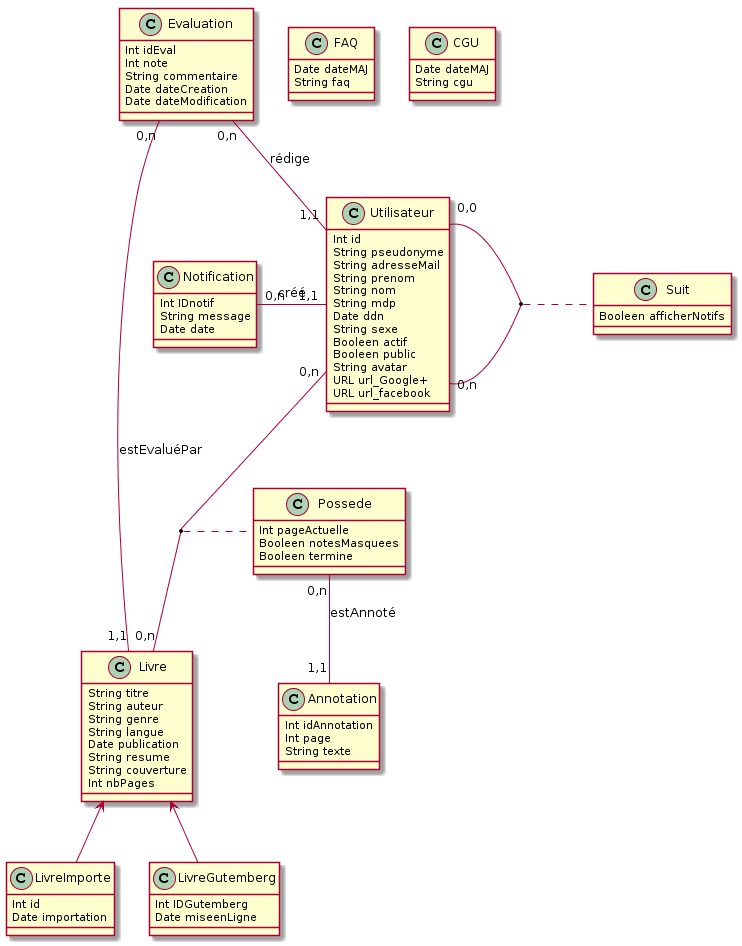 C Evaluation
Int idEval
Int note
String commentaire
Date dateCreation
Date dateModification
C FAQ
Date dateMAJ
String faq
C CGU
Date dateMAJ
String cgu
0,n
0,n
rédige
1,1
C Utilisateur
Int id
String pseudonyme
String adresseMail
String prenom
String nom
String mdp
Date ddn
String sexe
Booleen actif
Booleen public
String avatar
URL url_Google+
URL url_facebook
0,0
0,n
C Notification
Int IDnotif
String message
Date date
0,n
créé
1,1
C Suit
Booleen afficherNotifs
0,n
estEvaluéPar
C Possede
Int pageActuelle
Booleen notesMasquees
Booleen termine
0,n
estAnnoté
1,1
1,1
0,n
C Livre
String titre
String auteur
String genre
String langue
Date publication
String resume
String couverture
Int nbPages
C Annotation
Int idAnnotation
Int page
String texte
C LivreImporte
Int id
Date importation
C LivreGutemberg
Int IDGutemberg
Date miseenLigne